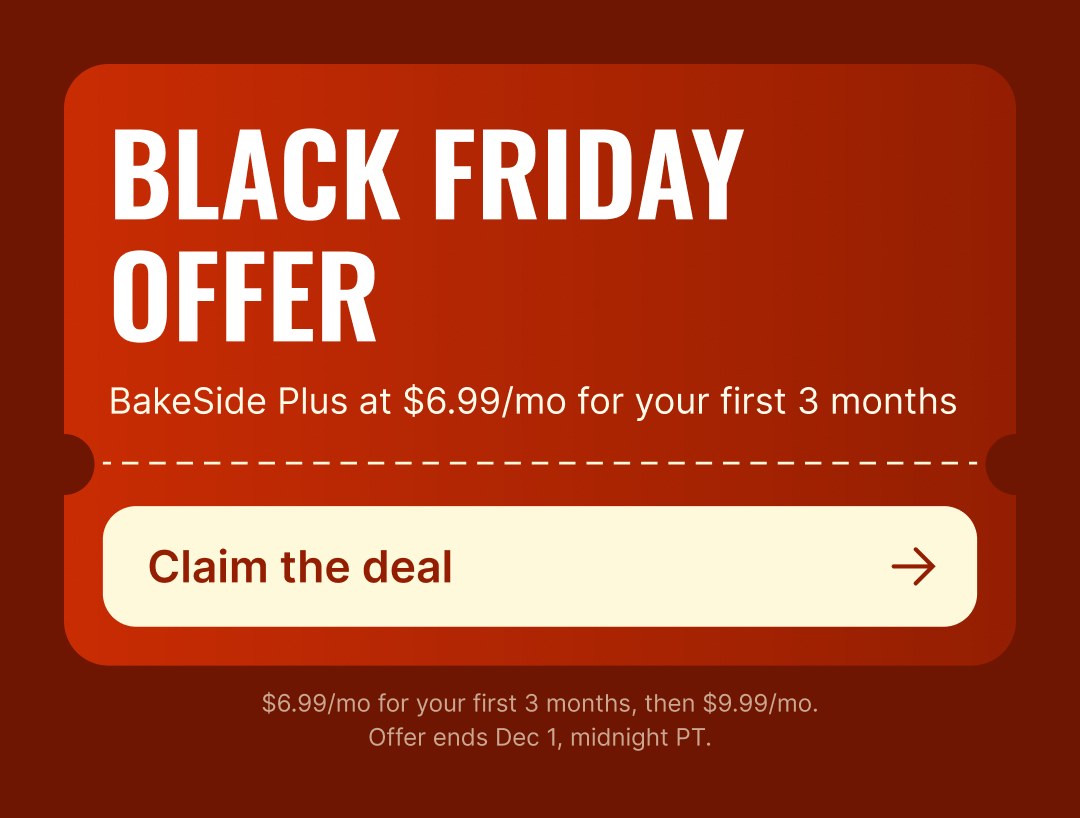 BLACK FRIDAY
OFFER
BakeSide Plus at $6.99/mo for your first 3 months
Claim the deal
$6.99/mo for your first 3 months, then $9.99/mo.
Offer ends Dec 1, midnight PT.